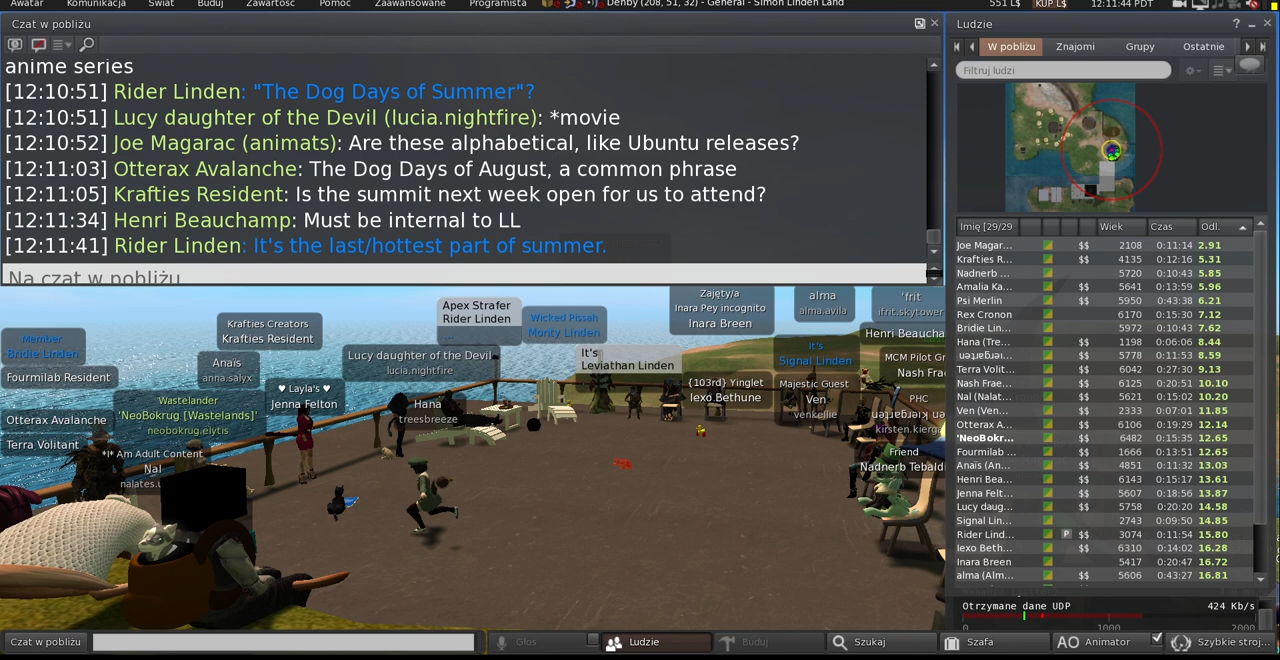 Awatar Komunikacja Świat Buduj Zawartość Pomoc Zaawansowane Programista Denby (208, 51, 32) - General - Simon Linden Land 551 L$ KUP L$ 12:11:44 PDT
Czat w pobliżu
anime series
[12:10:51] Rider Linden: "The Dog Days of Summer"?
[12:10:51] Lucy daughter of the Devil (lucia.nightfire): *movie
[12:10:52] Joe Magarac (animats): Are these alphabetical, like Ubuntu releases?
[12:11:03] Otterax Avalanche: The Dog Days of August, a common phrase
[12:11:05] Krafties Resident: Is the summit next week open for us to attend?
[12:11:34] Henri Beauchamp: Must be internal to LL
[12:11:41] Rider Linden: It's the last/hottest part of summer.
Na czat w pobliżu
Member
Bridie Linden
Fourmilab Resident
Otterax Avalanche
Terra Volitant
Krafties Creators
Krafties Resident
Anaïs
anna.salyx
Wastelander
'NeoBokrug [Wastelands]'
neobokrug.elytis
*I* Am Adult Content
Nal
♥ Layla's ♥
Jenna Felton
Lucy daughter of the Devil
lucia.nightfire
Hana
treesbreeze
Apex Strafer
Rider Linden
...
Wicked Pissah
Monty Linden
It's
Leviathan Linden
Zajęty/a
Inara Pey incognito
Inara Breen
{103rd} Yinglet
Iexo Bethune
alma
alma.avila
It's
Signal Linden
Majestic Guest
Ven
venkellie
'frit
ifrit.skytower
Henri Beaucha
MCM Pilot Gr
Nash Frae
PHC
kirsten.kierga
Friend
Nadnerb Tebald
Ludzie
? _ ×
W pobliżu Znajomi Grupy Ostatnie
Filtruj ludzi
Imię [29/29 Wiek Czas Odl.
Joe Magar... $$ 2108 0:11:14 2.91
Krafties R... $$ 4135 0:12:16 5.31
Nadnerb ... 5720 0:10:43 5.85
Amalia Ka... $$ 5641 0:13:59 5.96
Psi Merlin $$ 5950 0:43:38 6.21
Rex Cronon 6170 0:15:30 7.12
Bridie Lin... $$ 5972 0:10:43 7.62
Hana (Tre... $$ 1198 0:06:06 8.44
$$ 5778 0:11:53 8.59
Terra Volit... $$ 6042 0:27:30 9.13
Nash Frae... $$ 6125 0:20:51 10.10
Nal (Nalat... $$ 5621 0:15:02 10.20
Ven (Ven... $$ 2333 0:07:01 11.85
Otterax A... $$ 6106 0:19:29 12.14
'NeoBokr... $$ 6482 0:15:35 12.65
Fourmilab ... $$ 1666 0:13:51 12.65
Anaïs (An... $$ 4851 0:11:32 13.03
Henri Bea... $$ 6143 0:15:17 13.61
Jenna Felt... $$ 5607 0:18:56 13.87
Lucy daug... $$ 5758 0:20:20 14.58
Signal Lin... 2743 0:09:50 14.85
Rider Lind... P $$ 3074 0:11:54 15.80
Iexo Beth... $$ 6310 0:14:02 16.28
Inara Breen 5417 0:20:47 16.72
alma (Alm... $$ 5606 0:43:27 16.81
Otrzymane dane UDP 424 Kb/s
0 1000 2000
Czat w pobliżu Głos Ludzie Buduj Szukaj Szafa AO Animator Szybkie stroj...